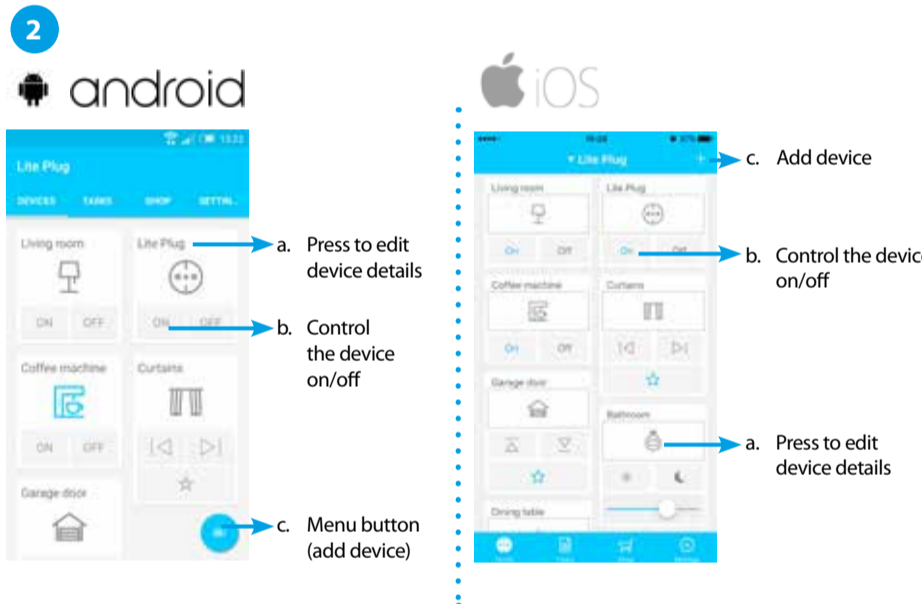 2
android
iOS
13:22
Lite Plug
DEVICES TASKS SHOP SETTIN..
Living room
Lite Plug
ON OFF
ON OFF
Coffee machine
Curtains
ON OFF
Garage door
a. Press to edit
device details
b. Control
the device
on/off
c. Menu button
(add device)
Lite Plug
+
Living room
Lite Plug
On Off
On Off
Coffee machine
Curtains
On Off
Garage door
Bathroom
Dining table
c. Add device
b. Control the devic
on/off
a. Press to edit
device details